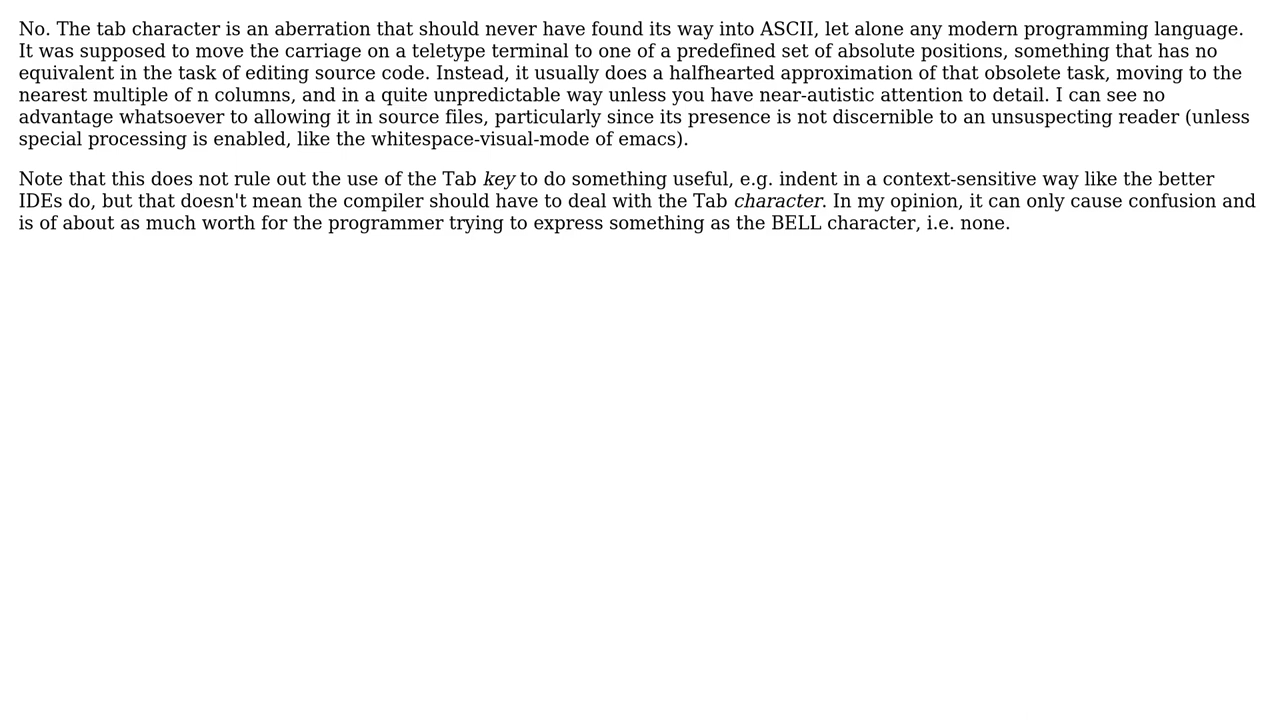 No. The tab character is an aberration that should never have found its way into ASCII, let alone any modern programming language.
It was supposed to move the carriage on a teletype terminal to one of a predefined set of absolute positions, something that has no
equivalent in the task of editing source code. Instead, it usually does a halfhearted approximation of that obsolete task, moving to the
nearest multiple of n columns, and in a quite unpredictable way unless you have near-autistic attention to detail. I can see no
advantage whatsoever to allowing it in source files, particularly since its presence is not discernible to an unsuspecting reader (unless
special processing is enabled, like the whitespace-visual-mode of emacs).
Note that this does not rule out the use of the Tab key to do something useful, e.g. indent in a context-sensitive way like the better
IDEs do, but that doesn't mean the compiler should have to deal with the Tab character. In my opinion, it can only cause confusion and
is of about as much worth for the programmer trying to express something as the BELL character, i.e. none.